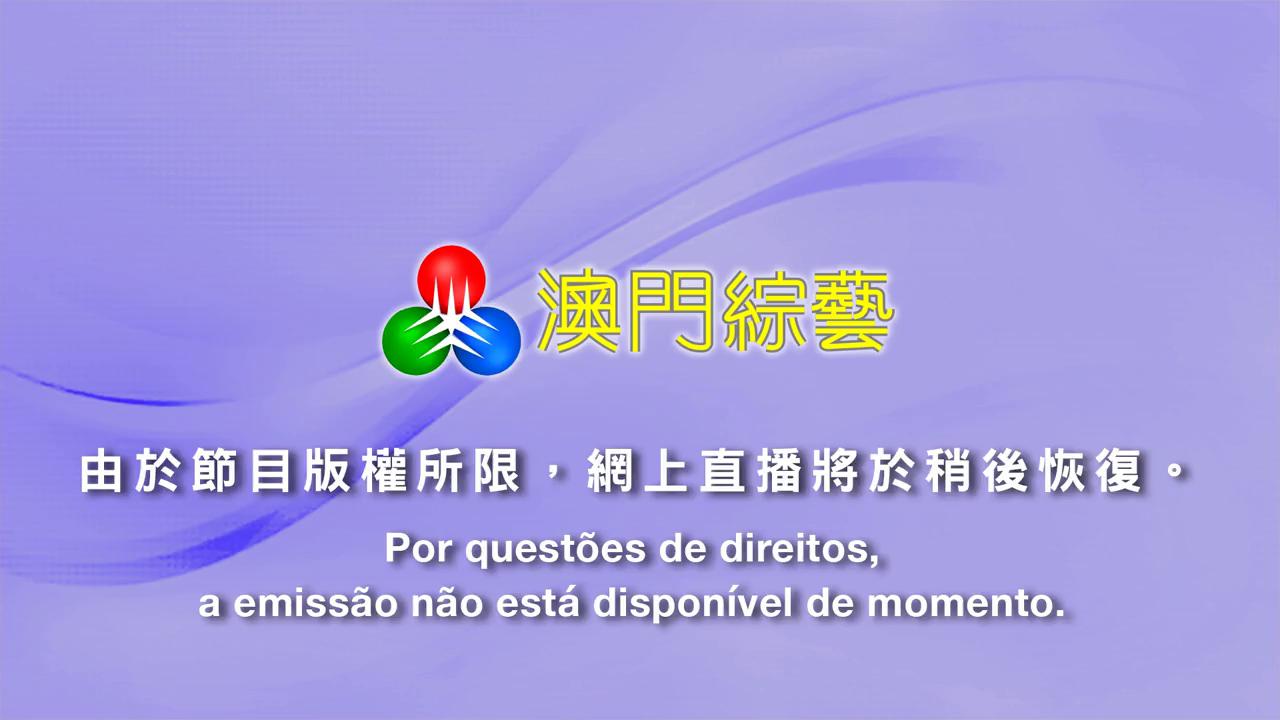 澳門綜藝
由於節目版權所限，網上直播將於稍後恢復。
Por questões de direitos,
a emissão não está disponível de momento.